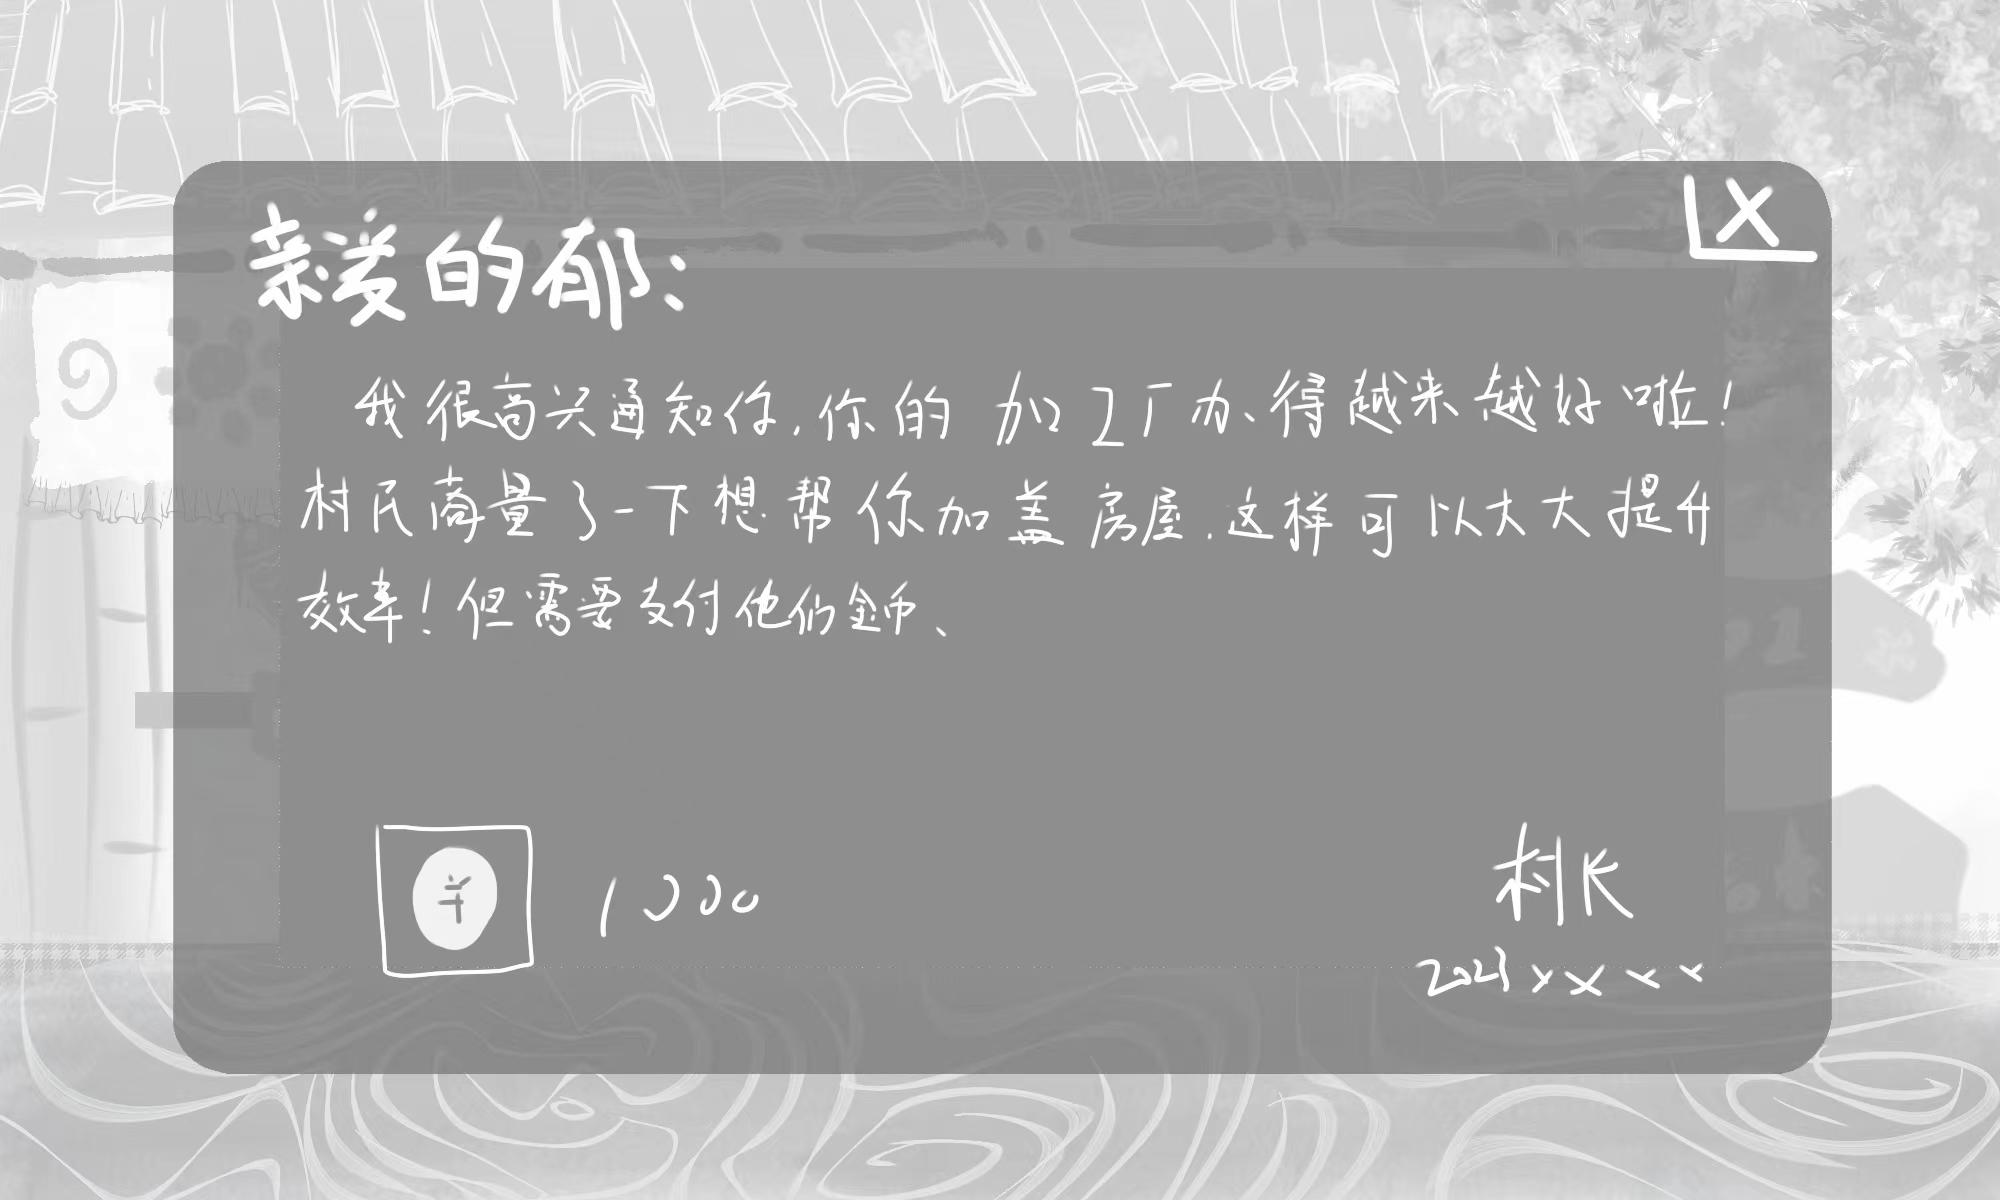 亲爱的郁：
我很高兴通知你，你的加工厂办得越来越好啦！
村民商量了一下想帮你加盖房屋，这样可以大大提升
效率！但需要支付他们金币、
¥ 1000
村长
2021xxxx